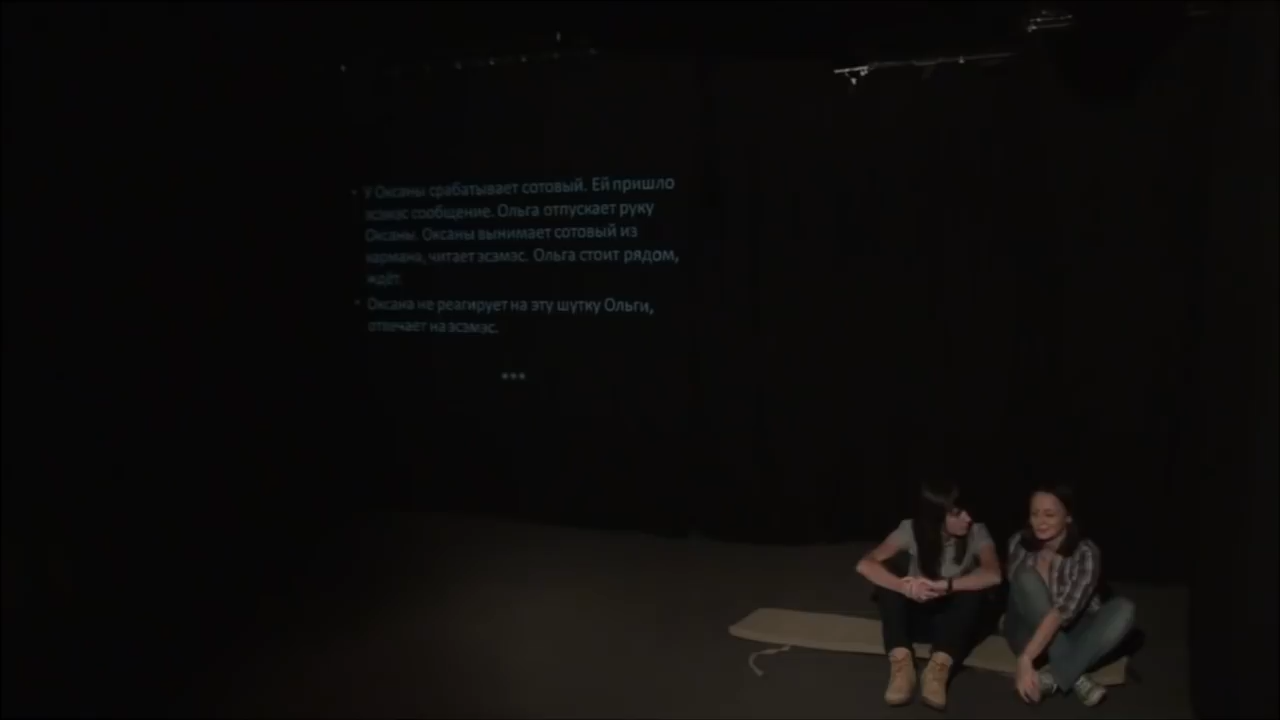 • У Оксаны срабатывает сотовый. Ей пришло
эсэмэс сообщение. Ольга отпускает руку
Оксаны. Оксаны вынимает сотовый из
кармана, читает эсэмэс. Ольга стоит рядом,
ждёт.
• Оксана не реагирует на эту шутку Ольги,
отвечает на эсэмэс.
•••